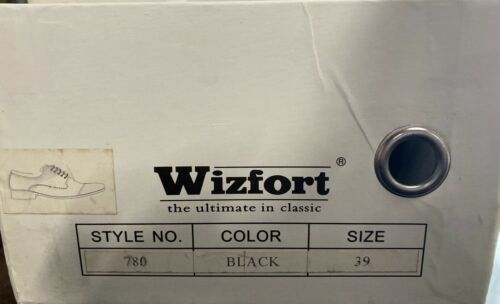 Wizfort ®
the ultimate in classic
STYLE NO. COLOR SIZE
780 BLACK 39